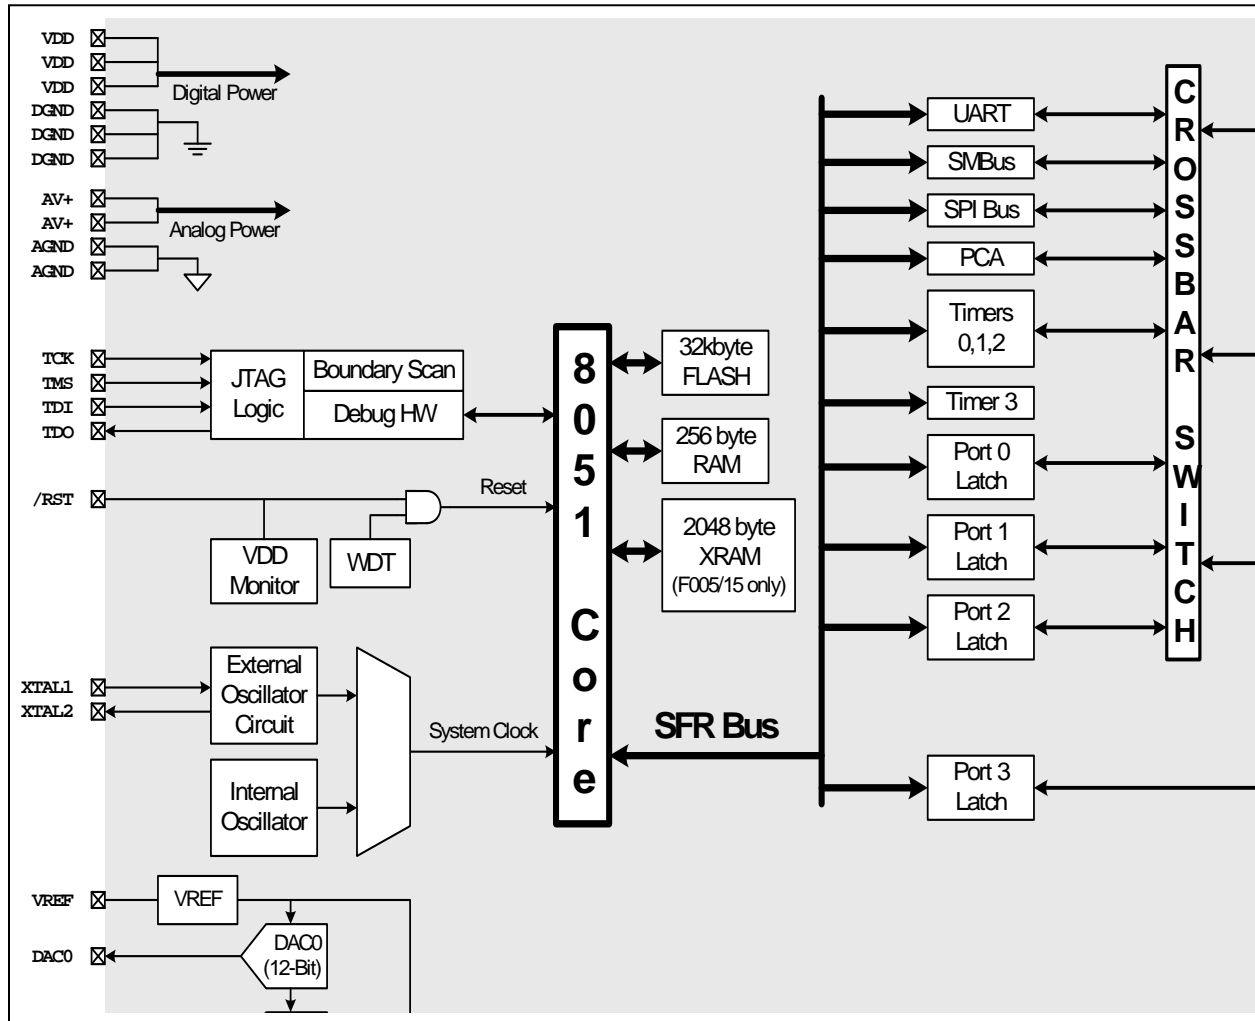 VDD
VDD
VDD
Digital Power
DGND
DGND
DGND
AV+
AV+
Analog Power
AGND
AGND
TCK
TMS
TDI
TDO
JTAG
Logic
Boundary Scan
Debug HW
/RST
Reset
VDD
Monitor
WDT
XTAL1
XTAL2
External
Oscillator
Circuit
System Clock
Internal
Oscillator
VREF
VREF
DAC0
DAC0
(12-Bit)
8051 Core
32kbyte
FLASH
256 byte
RAM
2048 byte
XRAM
(F005/15 only)
SFR Bus
UART
SMBus
SPI Bus
PCA
Timers
0,1,2
Timer 3
Port 0
Latch
Port 1
Latch
Port 2
Latch
Port 3
Latch
CROSSBAR SWITCH